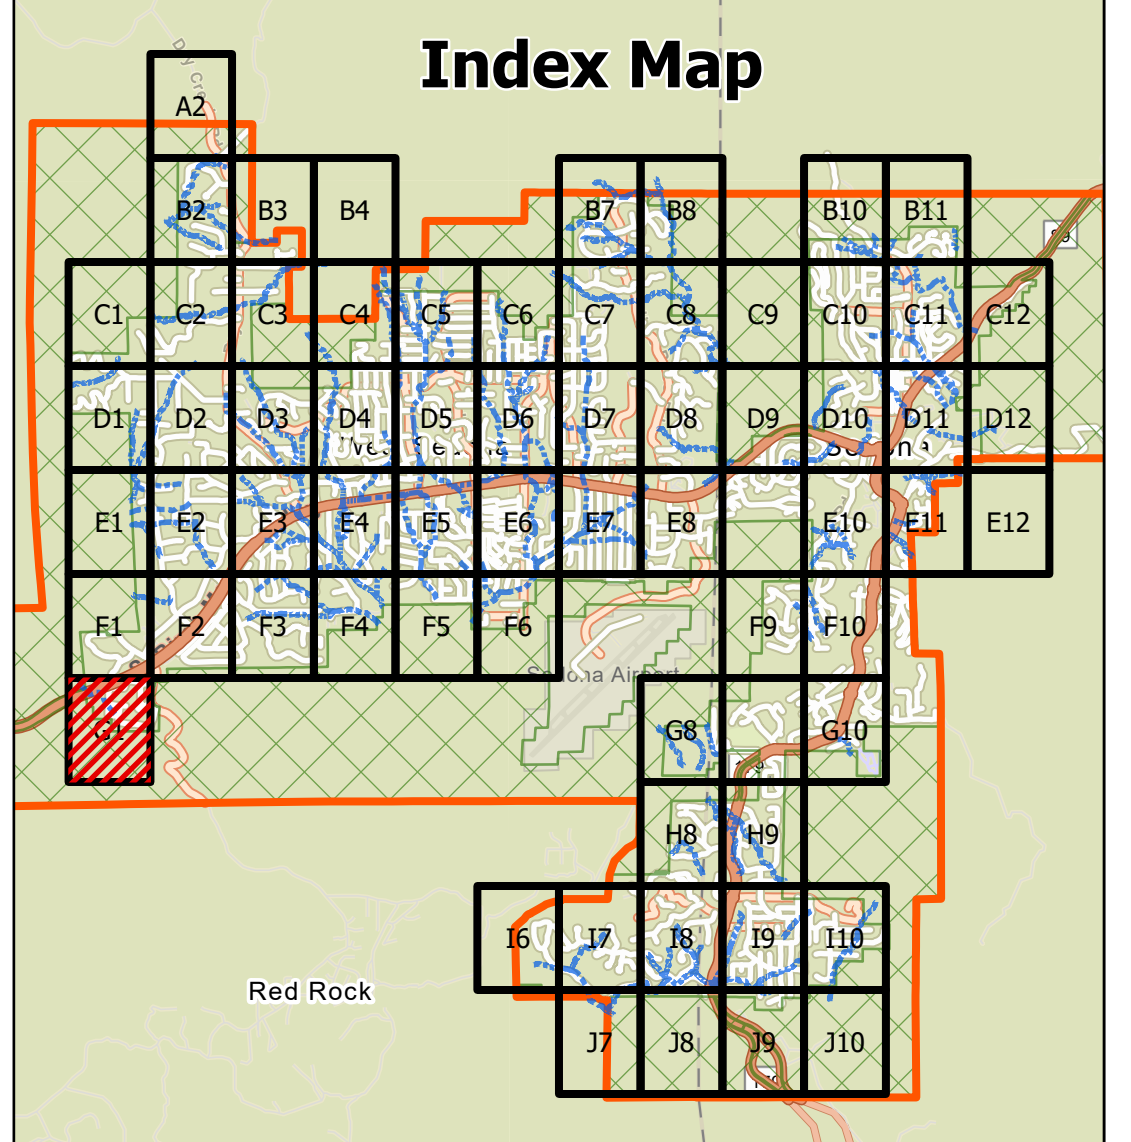 Index Map
A2
B2 B3 B4 B7 B8 B10 B11
C1 C2 C3 C4 C5 C6 C7 C8 C9 C10 C11 C12
D1 D2 D3 D4 D5 D6 D7 D8 D9 D10 D11 D12
E1 E2 E3 E4 E5 E6 E7 E8 E10 E11 E12
F1 F2 F3 F4 F5 F6 F9 F10
Sedona Airport
G1 G8 G10
H8 H9
I6 I7 I8 I9 I10
Red Rock
J7 J8 J9 J10